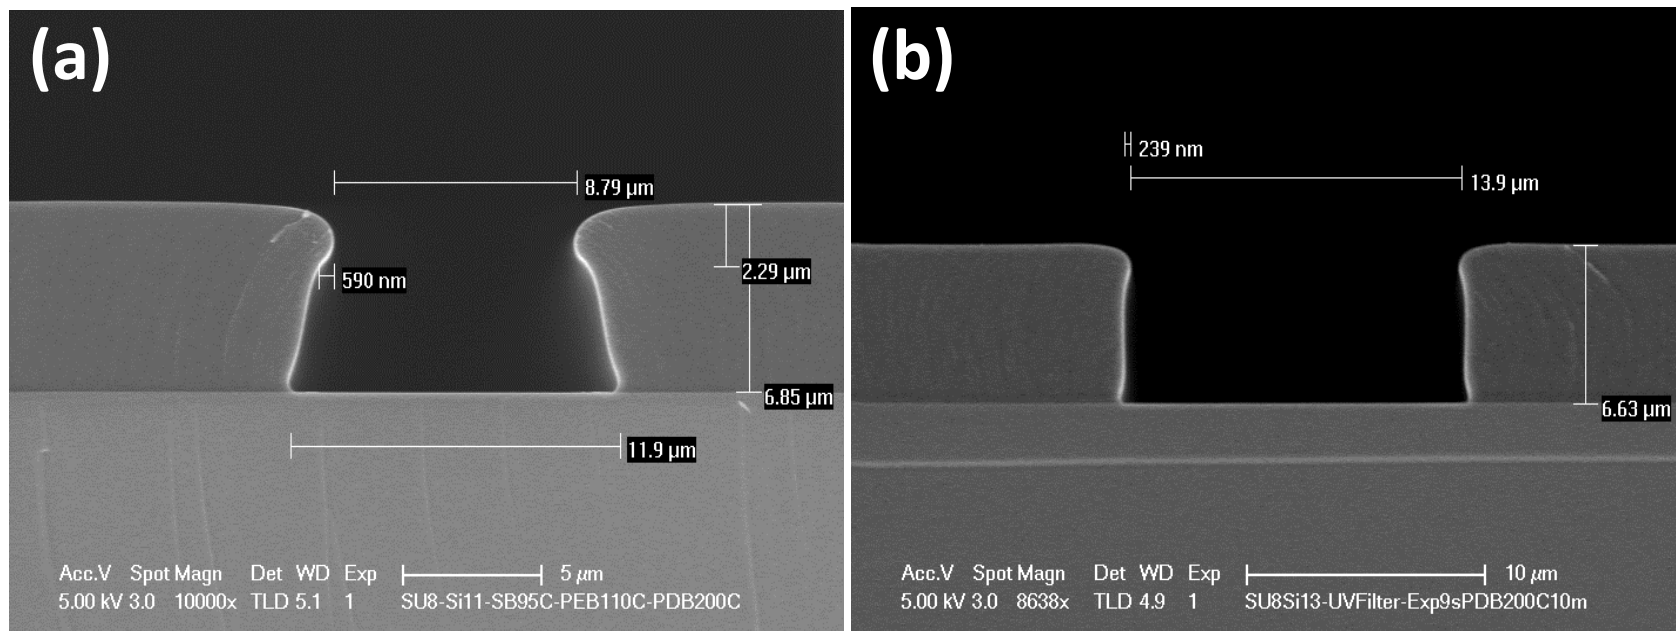 (a)
8.79 µm
2.29 µm
590 nm
6.85 µm
11.9 µm
Acc.V Spot Magn Det WD Exp 5 µm
5.00 kV 3.0 10000x TLD 5.1 1 SU8-Si11-SB95C-PEB110C-PDB200C
(b)
239 nm
13.9 µm
6.63 µm
Acc.V Spot Magn Det WD Exp 10 µm
5.00 kV 3.0 8638x TLD 4.9 1 SU8Si13-UVFilter-Exp9sPDB200C10m